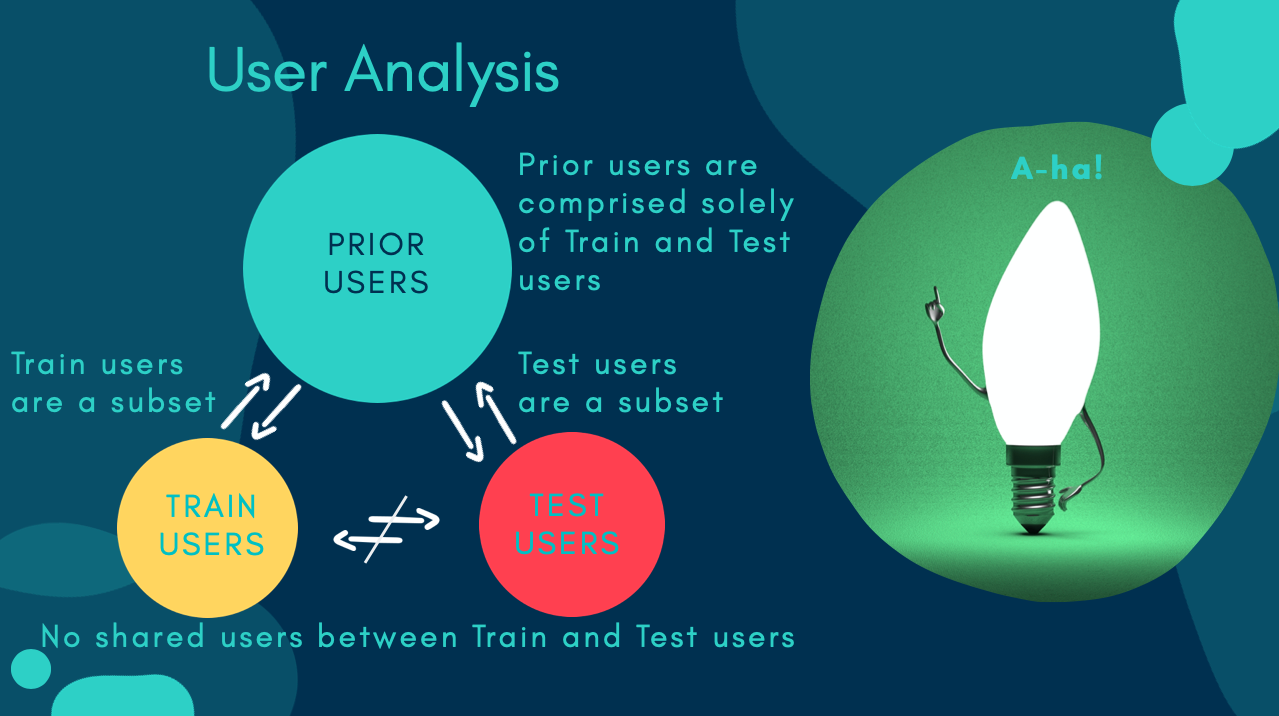 User Analysis
A-ha!
Prior users are
comprised solely
of Train and Test
users
PRIOR
USERS
Train users
are a subset
Test users
are a subset
TRAIN
USERS
TEST
USERS
No shared users between Train and Test users